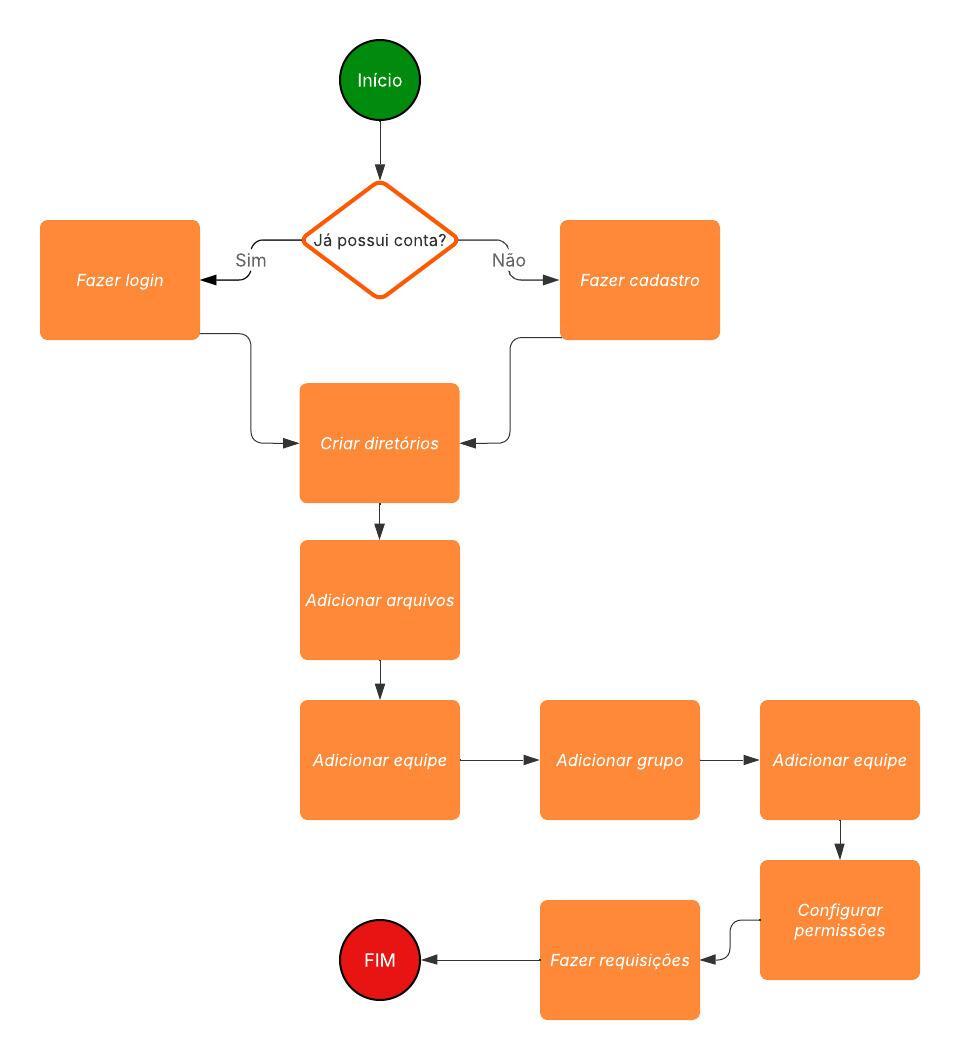 Início
Já possui conta?
Sim
Não
Fazer login
Fazer cadastro
Criar diretórios
Adicionar arquivos
Adicionar equipe
Adicionar grupo
Adicionar equipe
Configurar
permissões
Fazer requisições
FIM